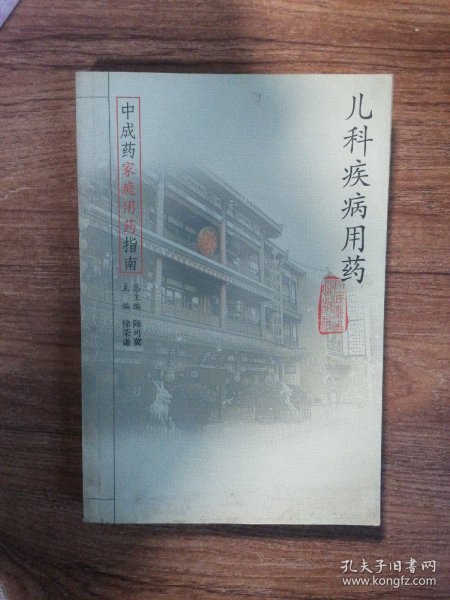 儿科疾病用药
中成药家庭用药指南
总主编 陈可冀
主编 徐荣谦
孔夫子旧书网
www.kongfz.com